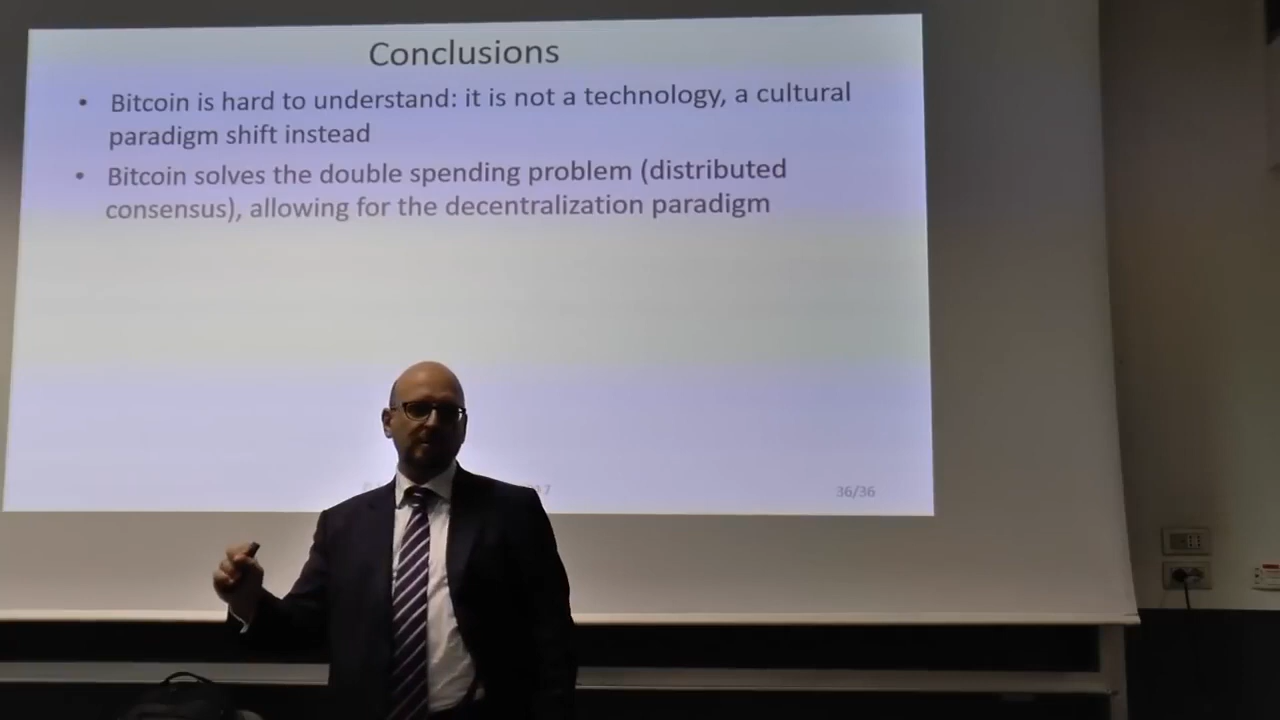 Conclusions
• Bitcoin is hard to understand: it is not a technology, a cultural
paradigm shift instead
• Bitcoin solves the double spending problem (distributed
consensus), allowing for the decentralization paradigm
36/36